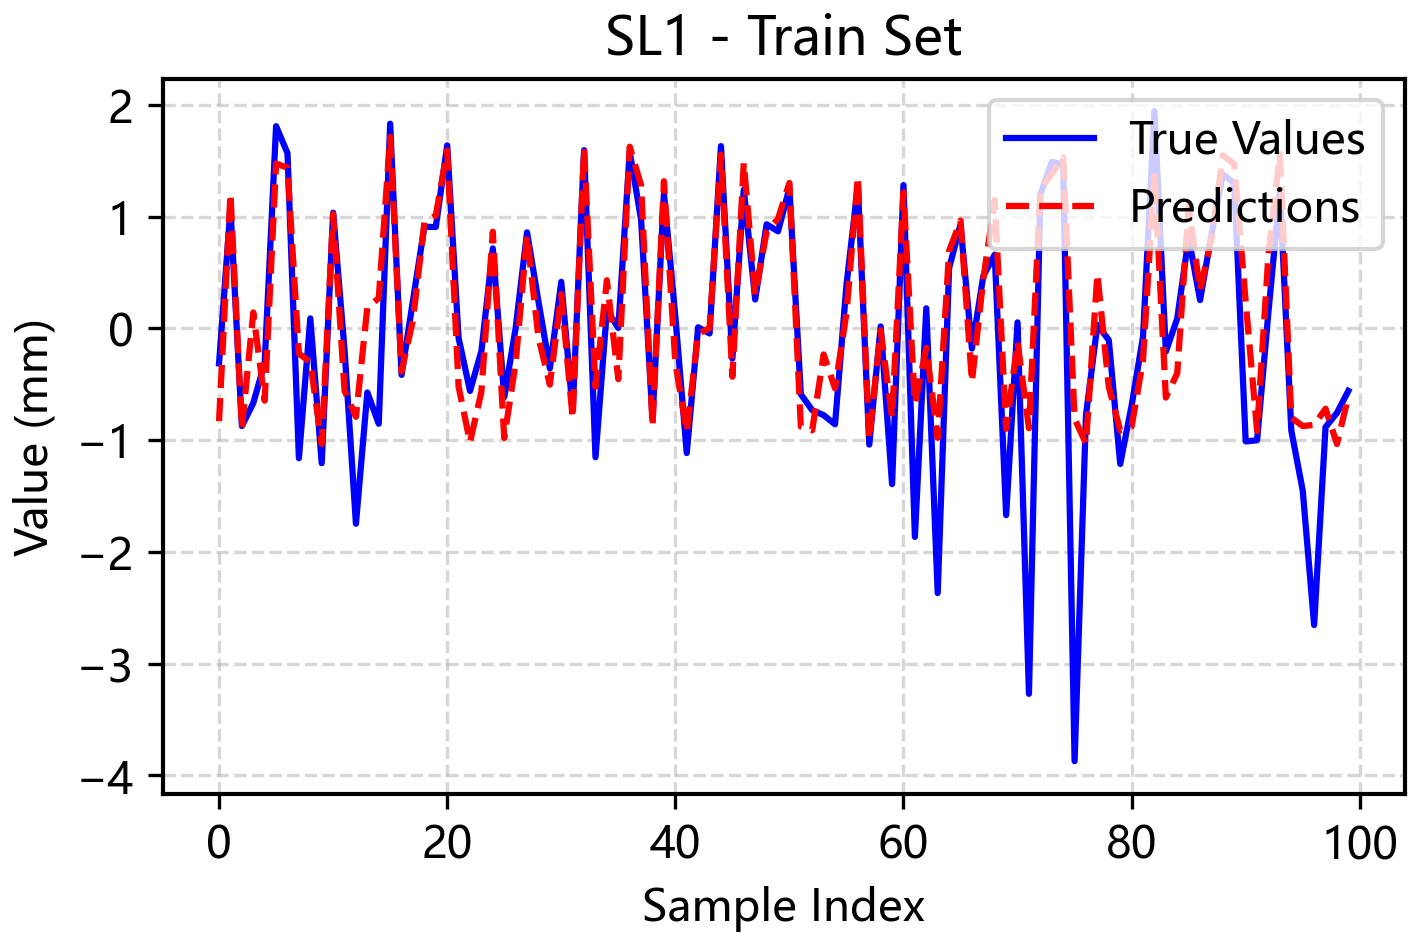 SL1 - Train Set
True Values
Predictions
Value (mm)
2
1
0
−1
−2
−3
−4
0 20 40 60 80 100
Sample Index